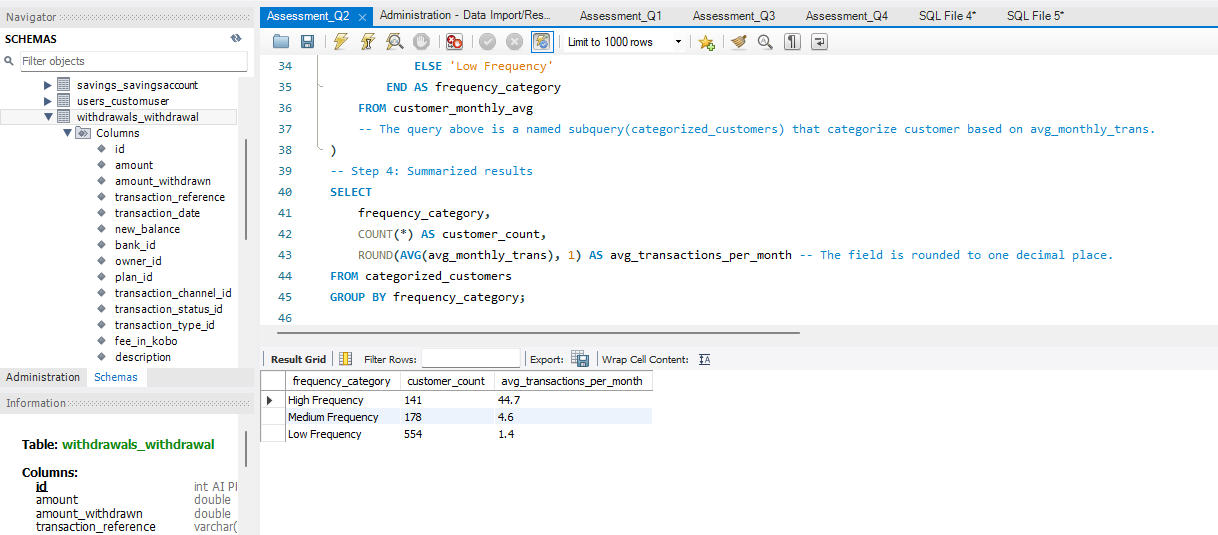 Navigator
SCHEMAS
Filter objects
savings_savingsaccount
users_customuser
withdrawals_withdrawal
Columns
id
amount
amount_withdrawn
transaction_reference
transaction_date
new_balance
bank_id
owner_id
plan_id
transaction_channel_id
transaction_status_id
transaction_type_id
fee_in_kobo
description
Administration Schemas
Information
Table: withdrawals_withdrawal
Columns:
id int AI PI
amount double
amount_withdrawn double
transaction_reference varchar(
Assessment_Q2 Administration - Data Import/Res... Assessment_Q1 Assessment_Q3 Assessment_Q4 SQL File 4* SQL File 5*
Limit to 1000 rows
34 ELSE 'Low Frequency'
35 END AS frequency_category
36 FROM customer_monthly_avg
37 -- The query above is a named subquery(categorized_customers) that categorize customer based on avg_monthly_trans.
38 )
39 -- Step 4: Summarized results
40 SELECT
41 frequency_category,
42 COUNT(*) AS customer_count,
43 ROUND(AVG(avg_monthly_trans), 1) AS avg_transactions_per_month -- The field is rounded to one decimal place.
44 FROM categorized_customers
45 GROUP BY frequency_category;
46
Result Grid Filter Rows: Export: Wrap Cell Content:
frequency_category customer_count avg_transactions_per_month
High Frequency 141 44.7
Medium Frequency 178 4.6
Low Frequency 554 1.4